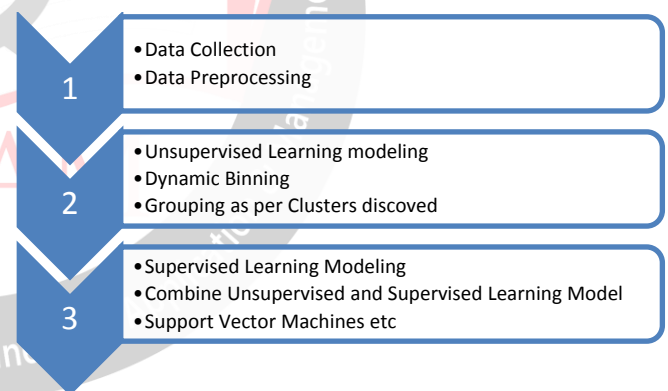 1
•Data Collection
•Data Preprocessing
2
•Unsupervised Learning modeling
•Dynamic Binning
•Grouping as per Clusters discoved
3
•Supervised Learning Modeling
•Combine Unsupervised and Supervised Learning Model
•Support Vector Machines etc